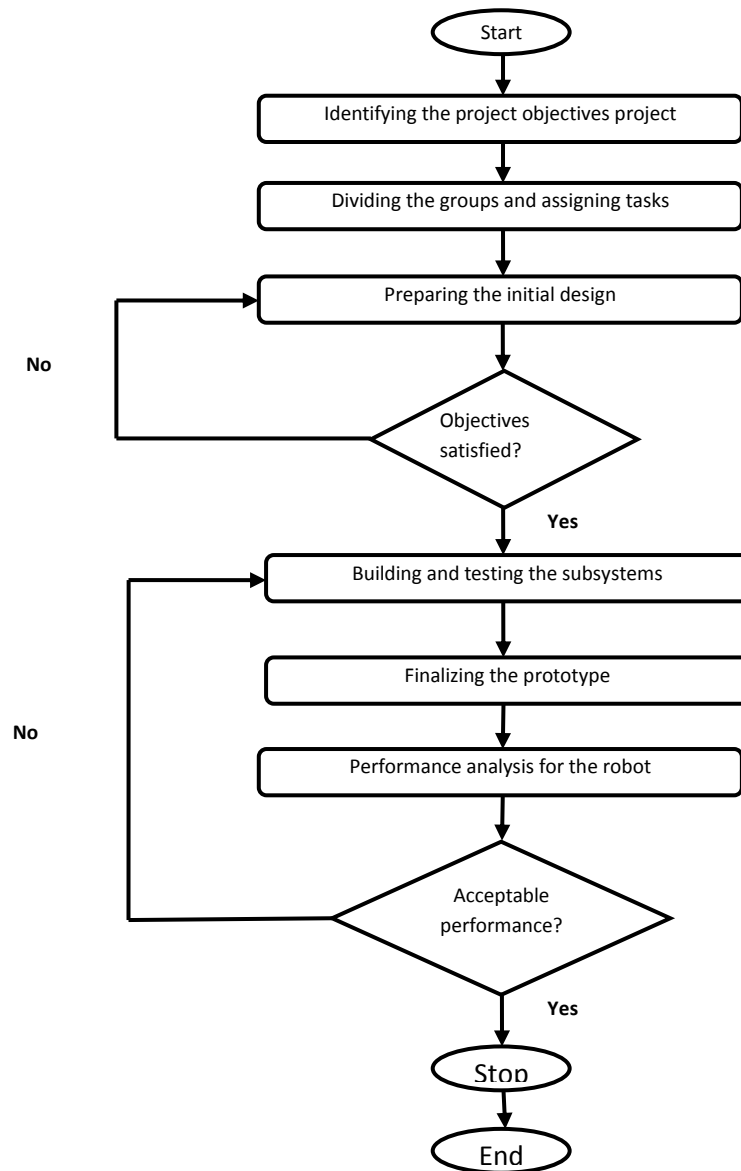 Start
Identifying the project objectives project
Dividing the groups and assigning tasks
Preparing the initial design
No
Objectives
satisfied?
Yes
Building and testing the subsystems
Finalizing the prototype
No
Performance analysis for the robot
Acceptable
performance?
Yes
Stop
End